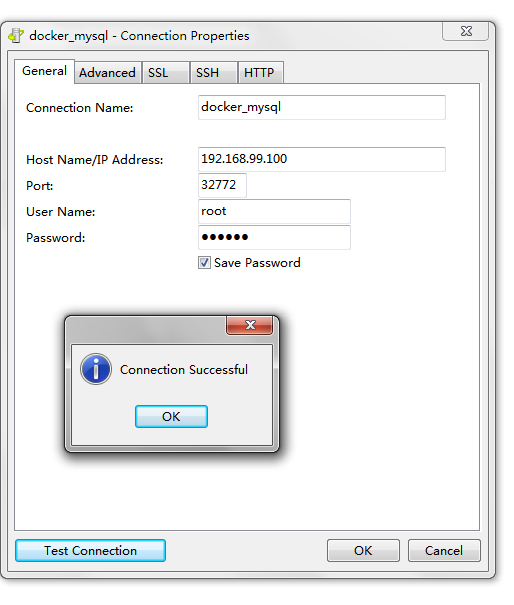 docker_mysql - Connection Properties
General Advanced SSL SSH HTTP
Connection Name: docker_mysql
Host Name/IP Address: 192.168.99.100
Port: 32772
User Name: root
Password: ●●●●●●
Save Password
Connection Successful
OK
Test Connection OK Cancel